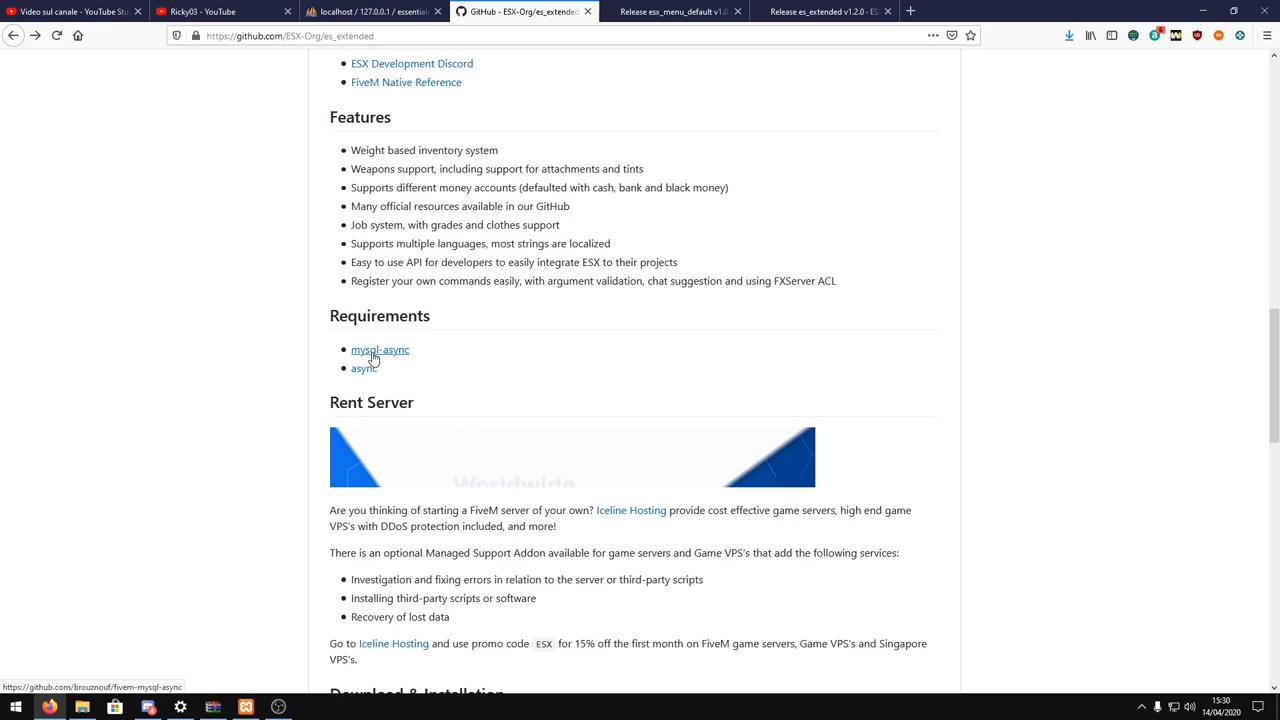 Video sul canale - YouTube Stu
Ricky03 - YouTube
localhost / 127.0.0.1 / essential
GitHub - ESX-Org/es_extended
Release esx_menu_default v1.0
Release es_extended v1.2.0 · ES
https://github.com/ESX-Org/es_extended
ESX Development Discord
FiveM Native Reference
Features
Weight based inventory system
Weapons support, including support for attachments and tints
Supports different money accounts (defaulted with cash, bank and black money)
Many official resources available in our GitHub
Job system, with grades and clothes support
Supports multiple languages, most strings are localized
Easy to use API for developers to easily integrate ESX to their projects
Register your own commands easily, with argument validation, chat suggestion and using FXServer ACL
Requirements
mysql-async
async
Rent Server
Worldwide
Are you thinking of starting a FiveM server of your own? Iceline Hosting provide cost effective game servers, high end game
VPS's with DDoS protection included, and more!
There is an optional Managed Support Addon available for game servers and Game VPS's that add the following services:
Investigation and fixing errors in relation to the server or third-party scripts
Installing third-party scripts or software
Recovery of lost data
Go to Iceline Hosting and use promo code ESX for 15% off the first month on FiveM game servers, Game VPS's and Singapore
VPS's.
Download & Installation
https://github.com/brouznouf/fivem-mysql-async
15:30
14/04/2020